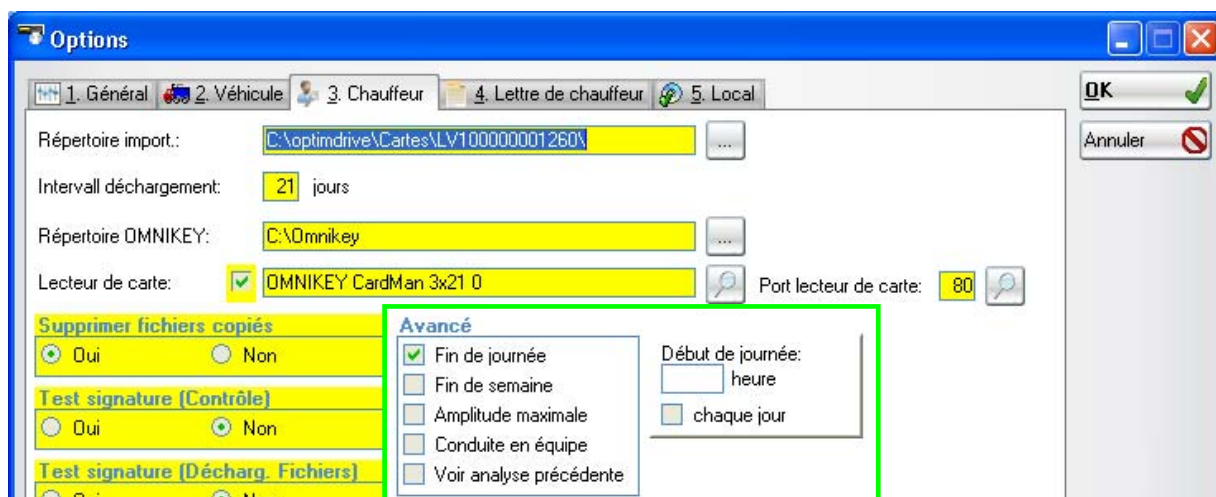 Options
1. Général 2. Véhicule 3. Chauffeur 4. Lettre de chauffeur 5. Local
OK
Annuler
Répertoire import.: C:\optimdrive\Cartes\LV100000001260\ ...
Intervall déchargement: 21 jours
Répertoire OMNIKEY: C:\Omnikey ...
Lecteur de carte: OMNIKEY CardMan 3x21 0 Port lecteur de carte: 80
Supprimer fichiers copiés
Oui Non
Test signature (Contrôle)
Oui Non
Test signature (Décharg. Fichiers)
Avancé
Fin de journée
Fin de semaine
Amplitude maximale
Conduite en équipe
Voir analyse précédente
Début de journée:
heure
chaque jour